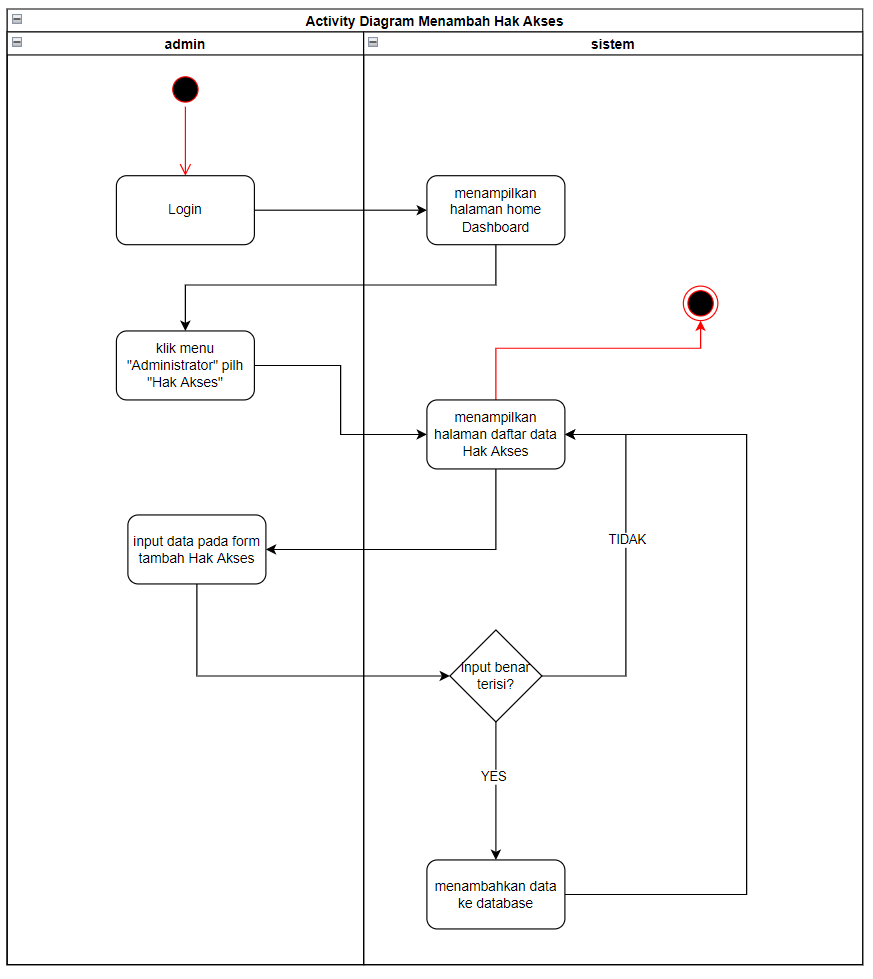 Activity Diagram Menambah Hak Akses
admin
sistem
Login
menampilkan
halaman home
Dashboard
klik menu
"Administrator" pilh
"Hak Akses"
menampilkan
halaman daftar data
Hak Akses
input data pada form
tambah Hak Akses
TIDAK
input benar
terisi?
YES
menambahkan data
ke database